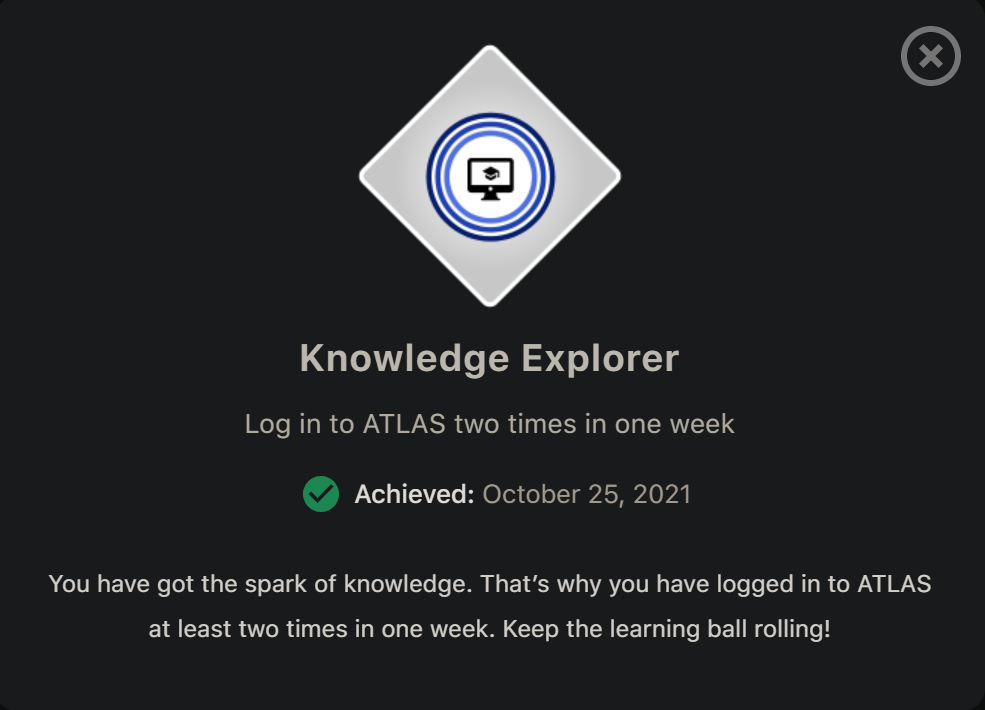 Knowledge Explorer
Log in to ATLAS two times in one week
Achieved: October 25, 2021
You have got the spark of knowledge. That’s why you have logged in to ATLAS
at least two times in one week. Keep the learning ball rolling!